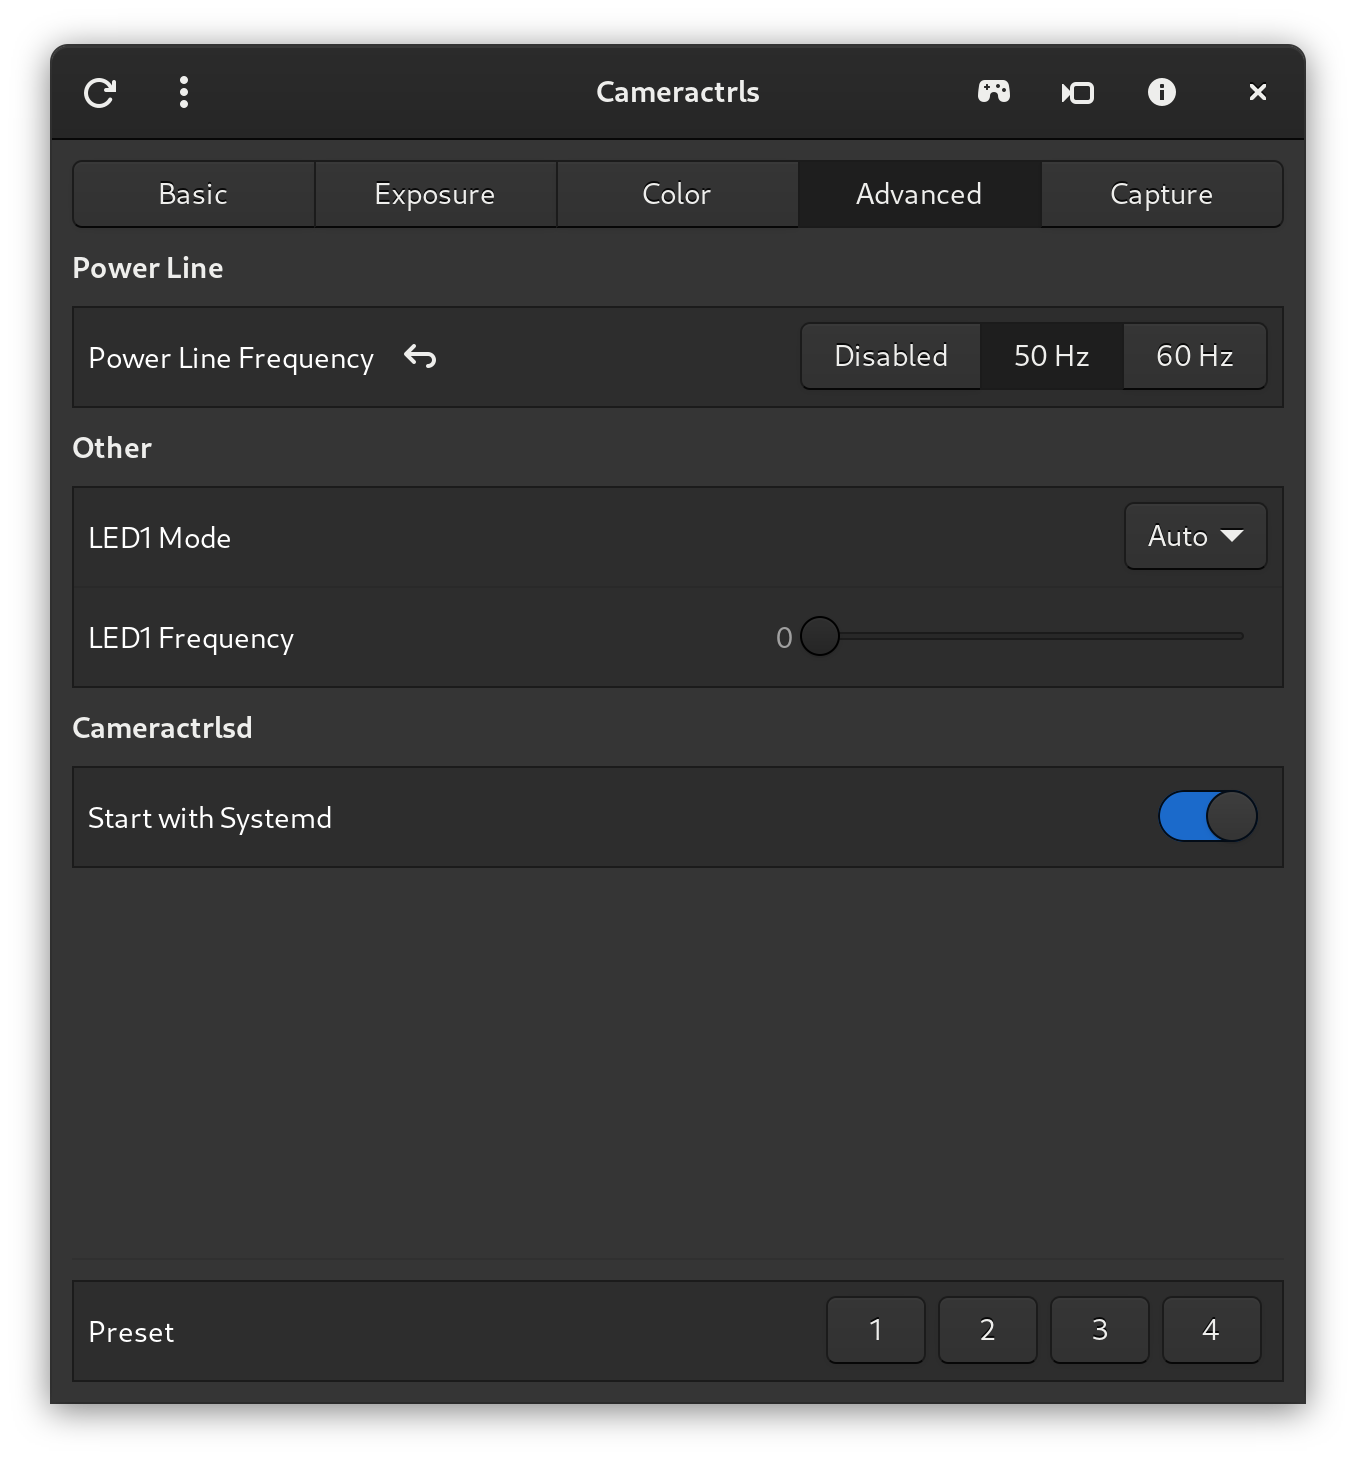 Cameractrls
Basic Exposure Color Advanced Capture
Power Line
Power Line Frequency Disabled 50 Hz 60 Hz
Other
LED1 Mode Auto
LED1 Frequency 0
Cameractrlsd
Start with Systemd
Preset 1 2 3 4